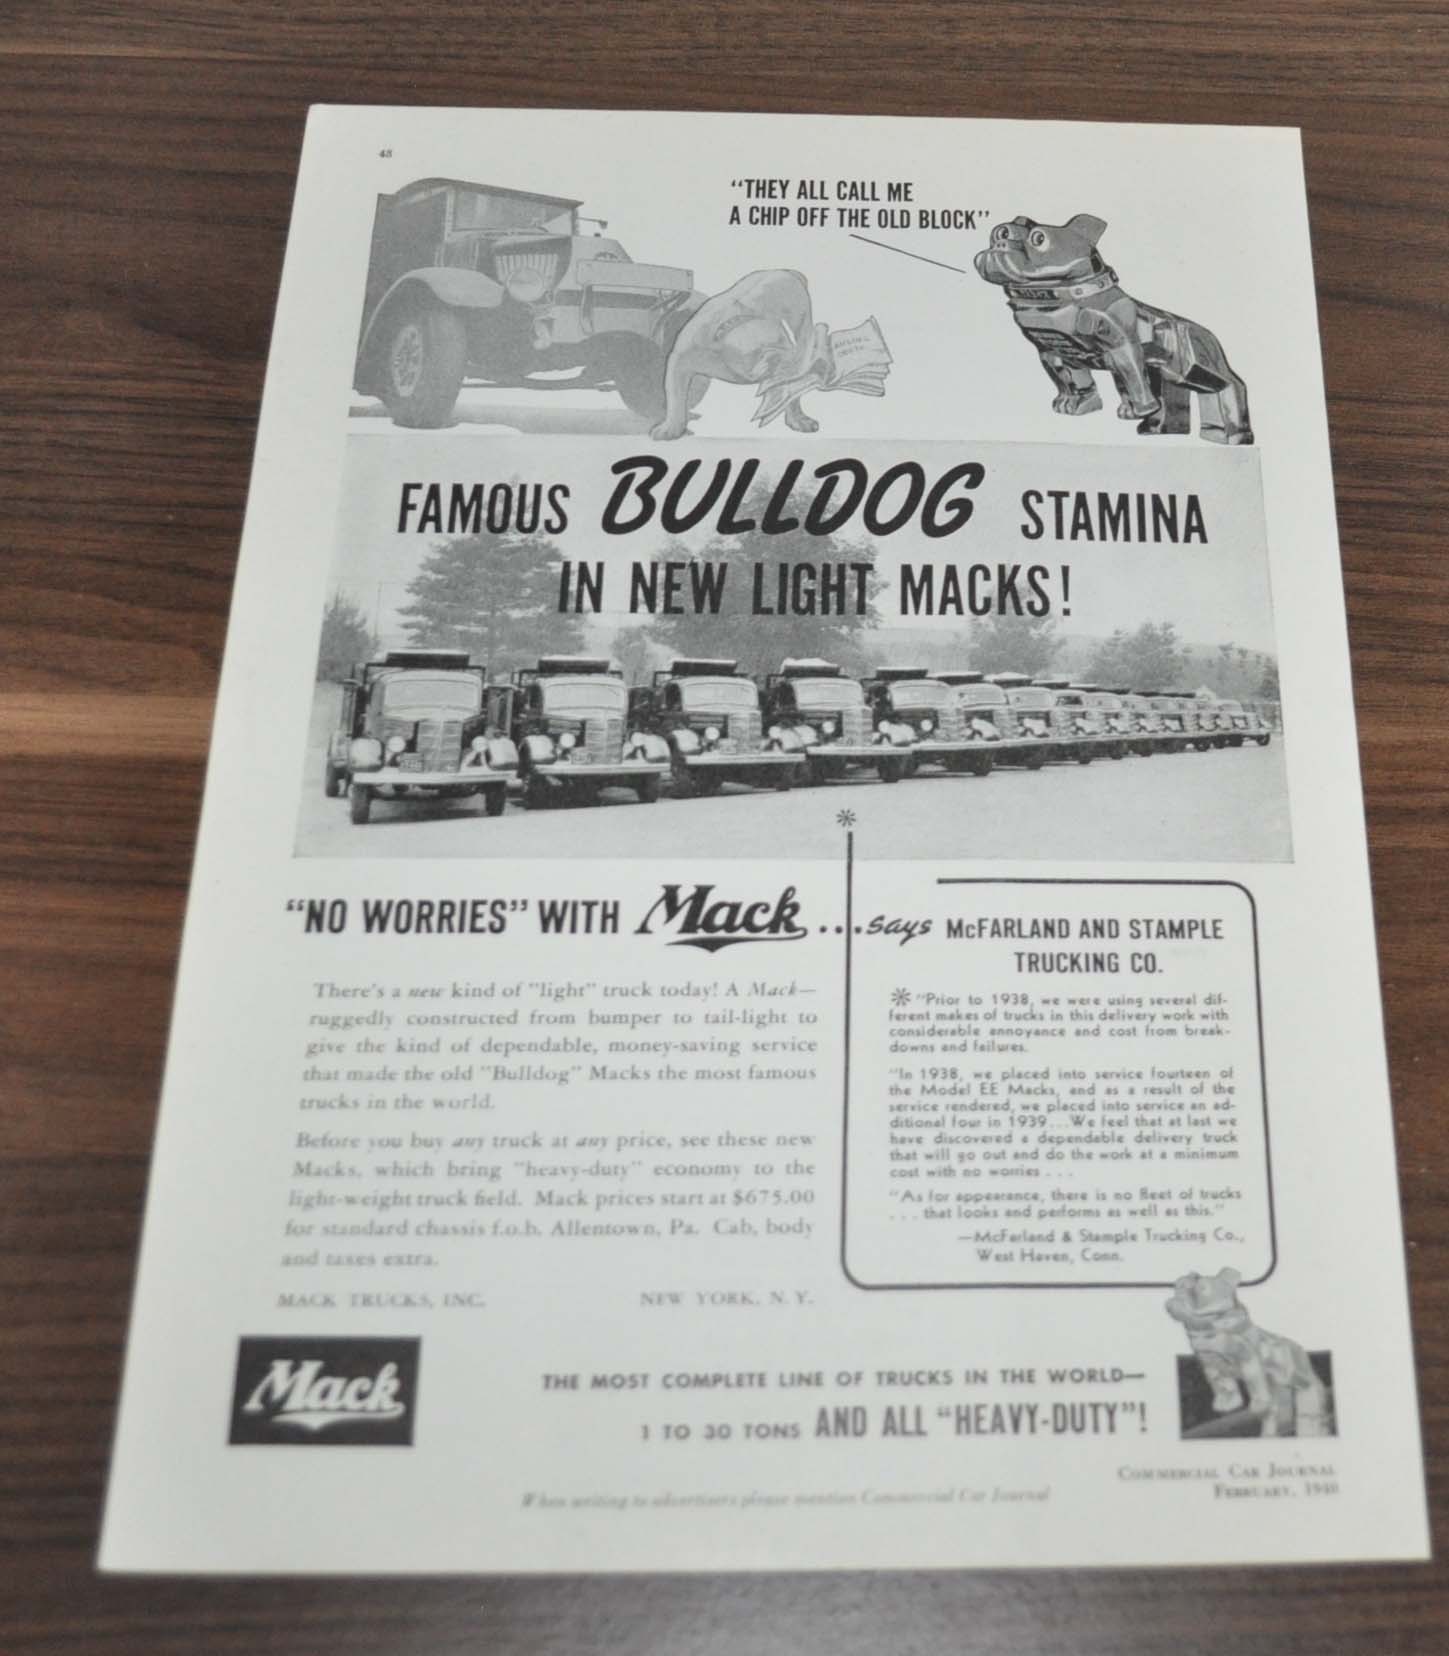 48
"THEY ALL CALL ME
A CHIP OFF THE OLD BLOCK"
FAMOUS BULLDOG STAMINA
IN NEW LIGHT MACKS!
*
"NO WORRIES" WITH Mack...says McFARLAND AND STAMPLE
TRUCKING CO.
There's a new kind of "light" truck today! A Mack—
ruggedly constructed from bumper to tail-light to
give the kind of dependable, money-saving service
that made the old "Bulldog" Macks the most famous
trucks in the world.
Before you buy any truck at any price, see these new
Macks, which bring "heavy-duty" economy to the
light-weight truck field. Mack prices start at $675.00
for standard chassis f.o.b. Allentown, Pa. Cab, body
and taxes extra.
MACK TRUCKS, INC. NEW YORK, N. Y.
* "Prior to 1938, we were using several dif-
ferent makes of trucks in this delivery work with
considerable annoyance and cost from break-
downs and failures.
"In 1938, we placed into service fourteen of
the Model EE Macks, and as a result of the
service rendered, we placed into service an ad-
ditional four in 1939...We feel that at last we
have discovered a dependable delivery truck
that will go out and do the work at a minimum
cost with no worries . . .
"As for appearance, there is no fleet of trucks
. . . that looks and performs as well as this."
—McFarland & Stample Trucking Co.,
West Haven, Conn.
Mack
THE MOST COMPLETE LINE OF TRUCKS IN THE WORLD—
1 TO 30 TONS AND ALL "HEAVY-DUTY"!
COMMERCIAL CAR JOURNAL
FEBRUARY, 1940
When writing to advertisers please mention Commercial Car Journal